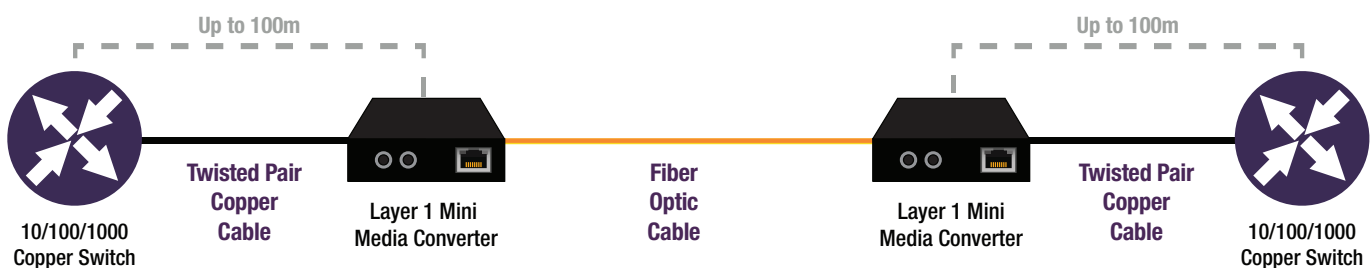 Up to 100m
Up to 100m
Twisted Pair
Copper
Cable
Fiber
Optic
Cable
Twisted Pair
Copper
Cable
10/100/1000
Copper Switch
Layer 1 Mini
Media Converter
Layer 1 Mini
Media Converter
10/100/1000
Copper Switch